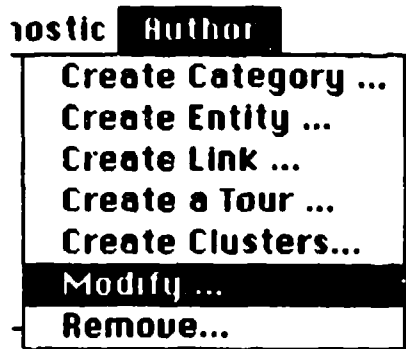 nostic Author
Create Category ...
Create Entity ...
Create Link ...
Create a Tour ...
Create Clusters...
Modify ...
Remove...